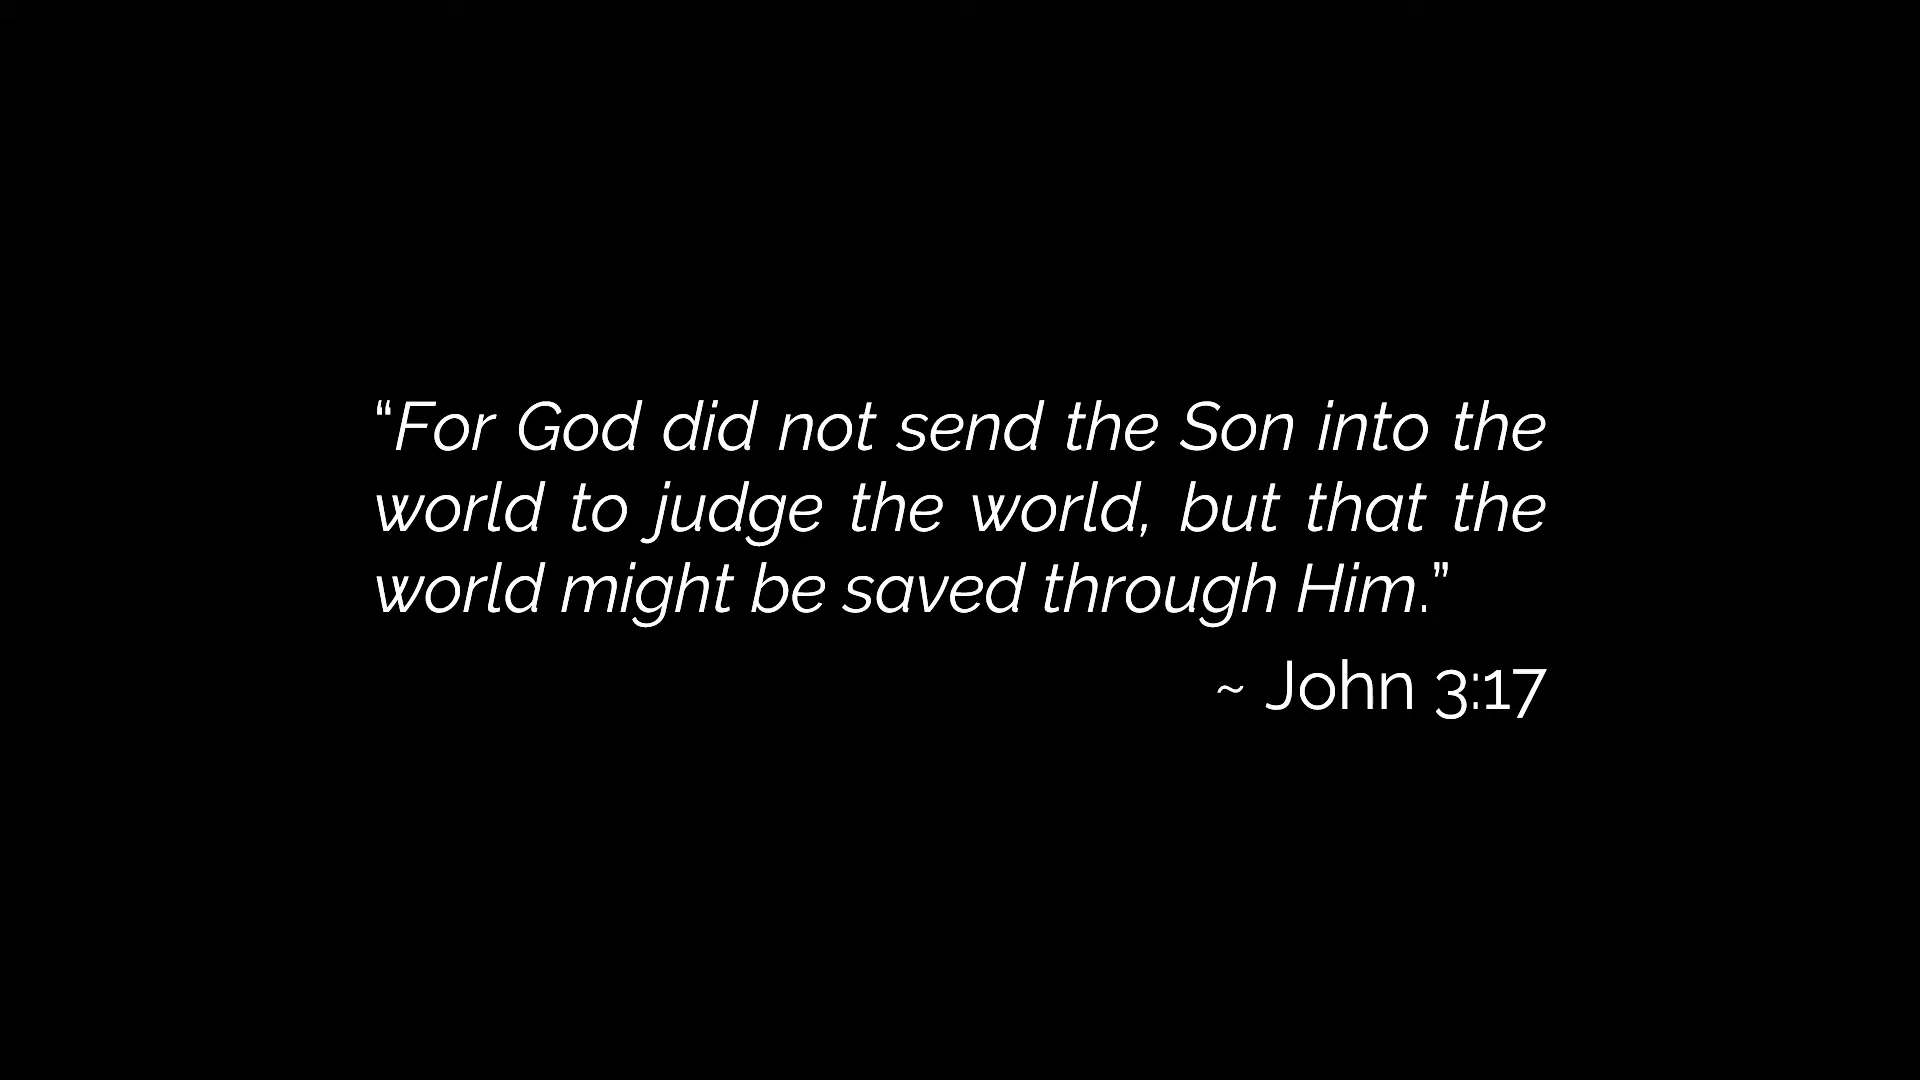 “For God did not send the Son into the
world to judge the world, but that the
world might be saved through Him.”
~ John 3:17